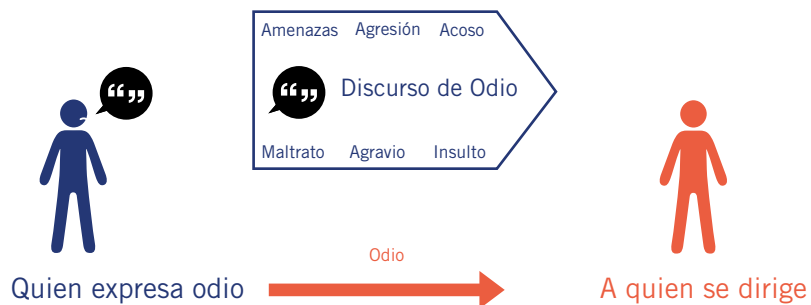 Amenazas Agresión Acoso
“„
“„ Discurso de Odio
Maltrato Agravio Insulto
Odio
Quien expresa odio A quien se dirige